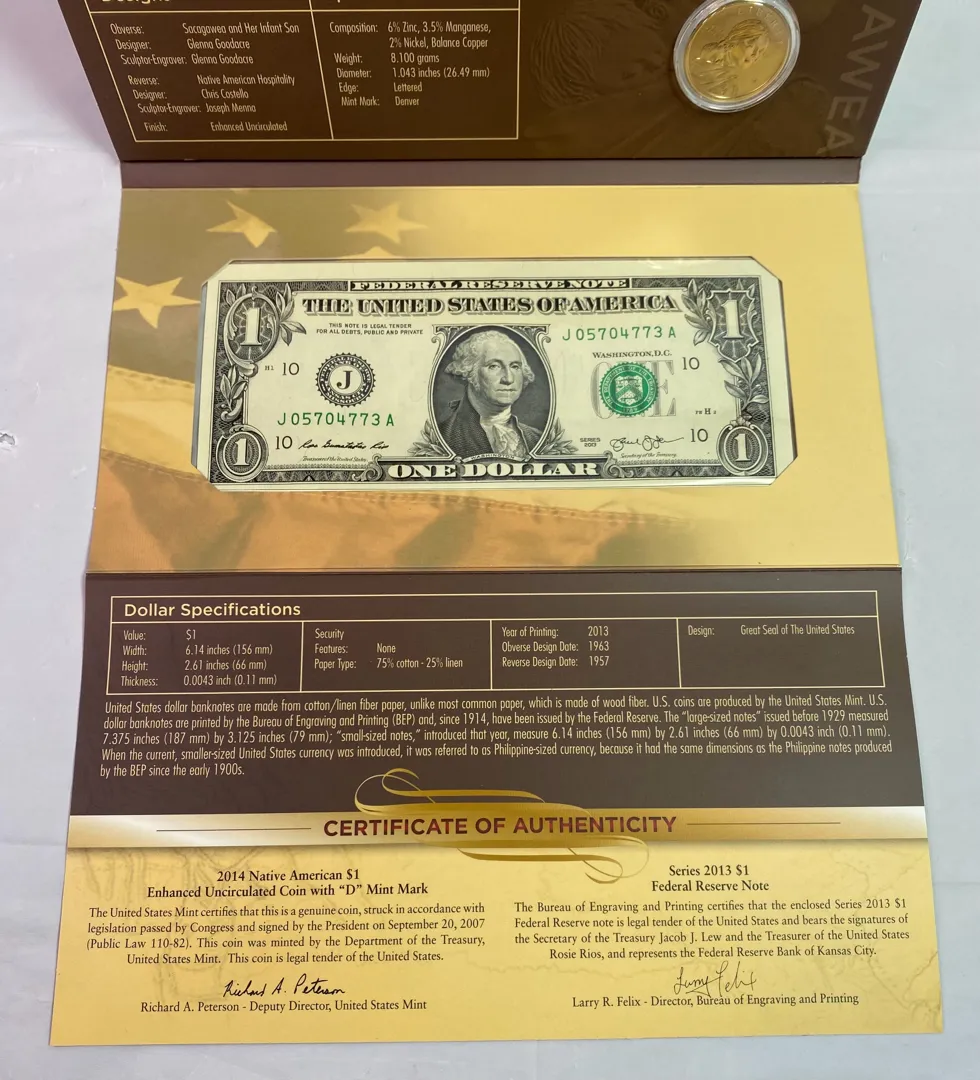 Obverse: Sacagawea and Her Infant Son
Designer: Glenna Goodacre
Sculptor-Engraver: Glenna Goodacre
Reverse: Native American Hospitality
Designer: Chris Costello
Sculptor-Engraver: Joseph Menna
Finish: Enhanced Uncirculated
Composition: 6% Zinc, 3.5% Manganese,
2% Nickel, Balance Copper
Weight: 8.100 grams
Diameter: 1.043 inches (26.49 mm)
Edge: Lettered
Mint Mark: Denver
AWEA
FEDERAL RESERVE NOTE
THE UNITED STATES OF AMERICA
1
1
THIS NOTE IS LEGAL TENDER
FOR ALL DEBTS, PUBLIC AND PRIVATE
J 05704773 A
WASHINGTON, D.C.
H 1 10
J
ONE
10
FW H 2
J 05704773 A
10
SERIES
2013
10
Treasurer of the United States.
Secretary of the Treasury.
1
WASHINGTON
1
ONE DOLLAR
Dollar Specifications
Value: $1
Width: 6.14 inches (156 mm)
Height: 2.61 inches (66 mm)
Thickness: 0.0043 inch (0.11 mm)
Security
Features: None
Paper Type: 75% cotton - 25% linen
Year of Printing: 2013
Obverse Design Date: 1963
Reverse Design Date: 1957
Design: Great Seal of The United States
United States dollar banknotes are made from cotton/linen fiber paper, unlike most common paper, which is made of wood fiber. U.S. coins are produced by the United States Mint. U.S.
dollar banknotes are printed by the Bureau of Engraving and Printing (BEP) and, since 1914, have been issued by the Federal Reserve. The “large-sized notes” issued before 1929 measured
7.375 inches (187 mm) by 3.125 inches (79 mm); “small-sized notes,” introduced that year, measure 6.14 inches (156 mm) by 2.61 inches (66 mm) by 0.0043 inch (0.11 mm).
When the current, smaller-sized United States currency was introduced, it was referred to as Philippine-sized currency, because it had the same dimensions as the Philippine notes produced
by the BEP since the early 1900s.
CERTIFICATE OF AUTHENTICITY
2014 Native American $1
Enhanced Uncirculated Coin with “D” Mint Mark
The United States Mint certifies that this is a genuine coin, struck in accordance with
legislation passed by Congress and signed by the President on September 20, 2007
(Public Law 110-82). This coin was minted by the Department of the Treasury,
United States Mint. This coin is legal tender of the United States.
Richard A. Peterson
Richard A. Peterson - Deputy Director, United States Mint
Series 2013 $1
Federal Reserve Note
The Bureau of Engraving and Printing certifies that the enclosed Series 2013 $1
Federal Reserve note is legal tender of the United States and bears the signatures of
the Secretary of the Treasury Jacob J. Lew and the Treasurer of the United States
Rosie Rios, and represents the Federal Reserve Bank of Kansas City.
Larry Felix
Larry R. Felix - Director, Bureau of Engraving and Printing